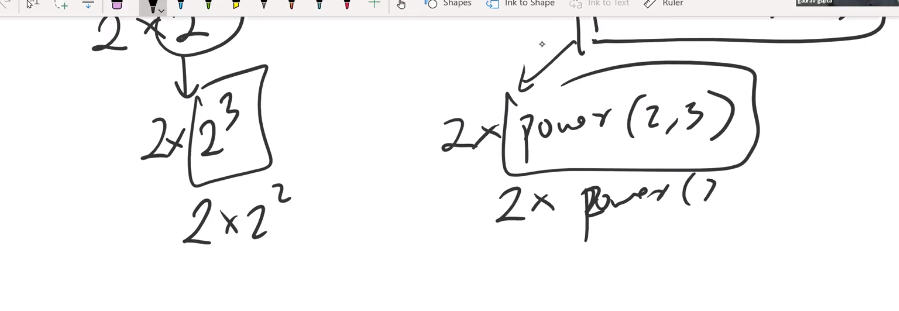 Shapes Ink to Shape Ink to Text Ruler
2 × 2
2 × 2³
2 × power (2,3)
2 × 2²
2 × power (